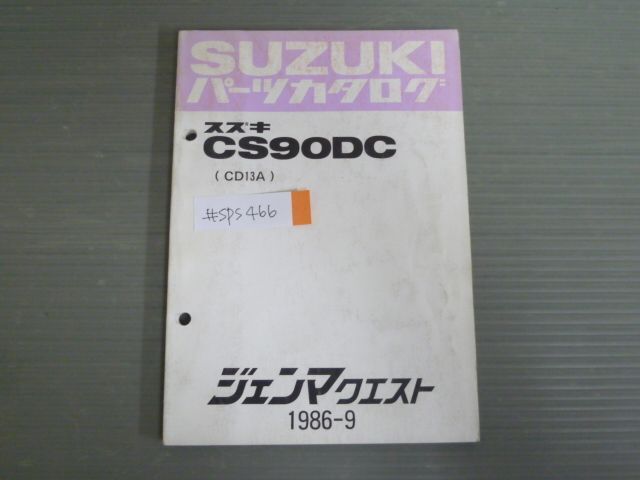 SUZUKI
パーツカタログ
スズキ
CS90DC
( CD13A )
#SPS466
ジェンマクエスト
1986-9